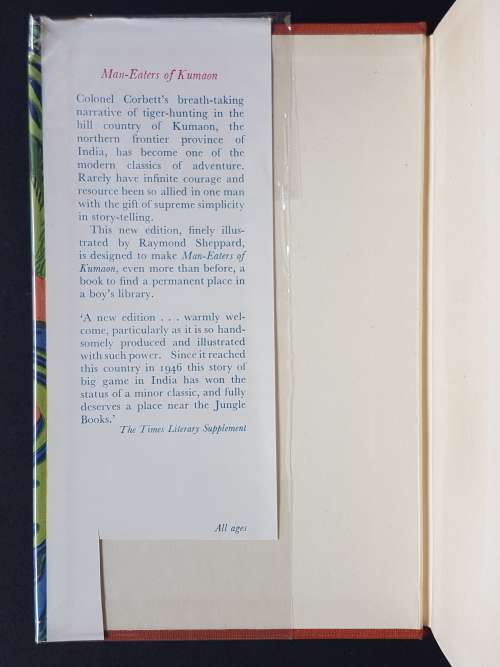 Man-Eaters of Kumaon
Colonel Corbett's breath-taking
narrative of tiger-hunting in the
hill country of Kumaon, the
northern frontier province of
India, has become one of the
modern classics of adventure.
Rarely have infinite courage and
resource been so allied in one man
with the gift of supreme simplicity
in story-telling.
This new edition, finely illus-
trated by Raymond Sheppard,
is designed to make Man-Eaters of
Kumaon, even more than before, a
book to find a permanent place in
a boy's library.
'A new edition . . . warmly wel-
come, particularly as it is so hand-
somely produced and illustrated
with such power. Since it reached
this country in 1946 this story of
big game in India has won the
status of a minor classic, and fully
deserves a place near the Jungle
Books.'
The Times Literary Supplement
All ages